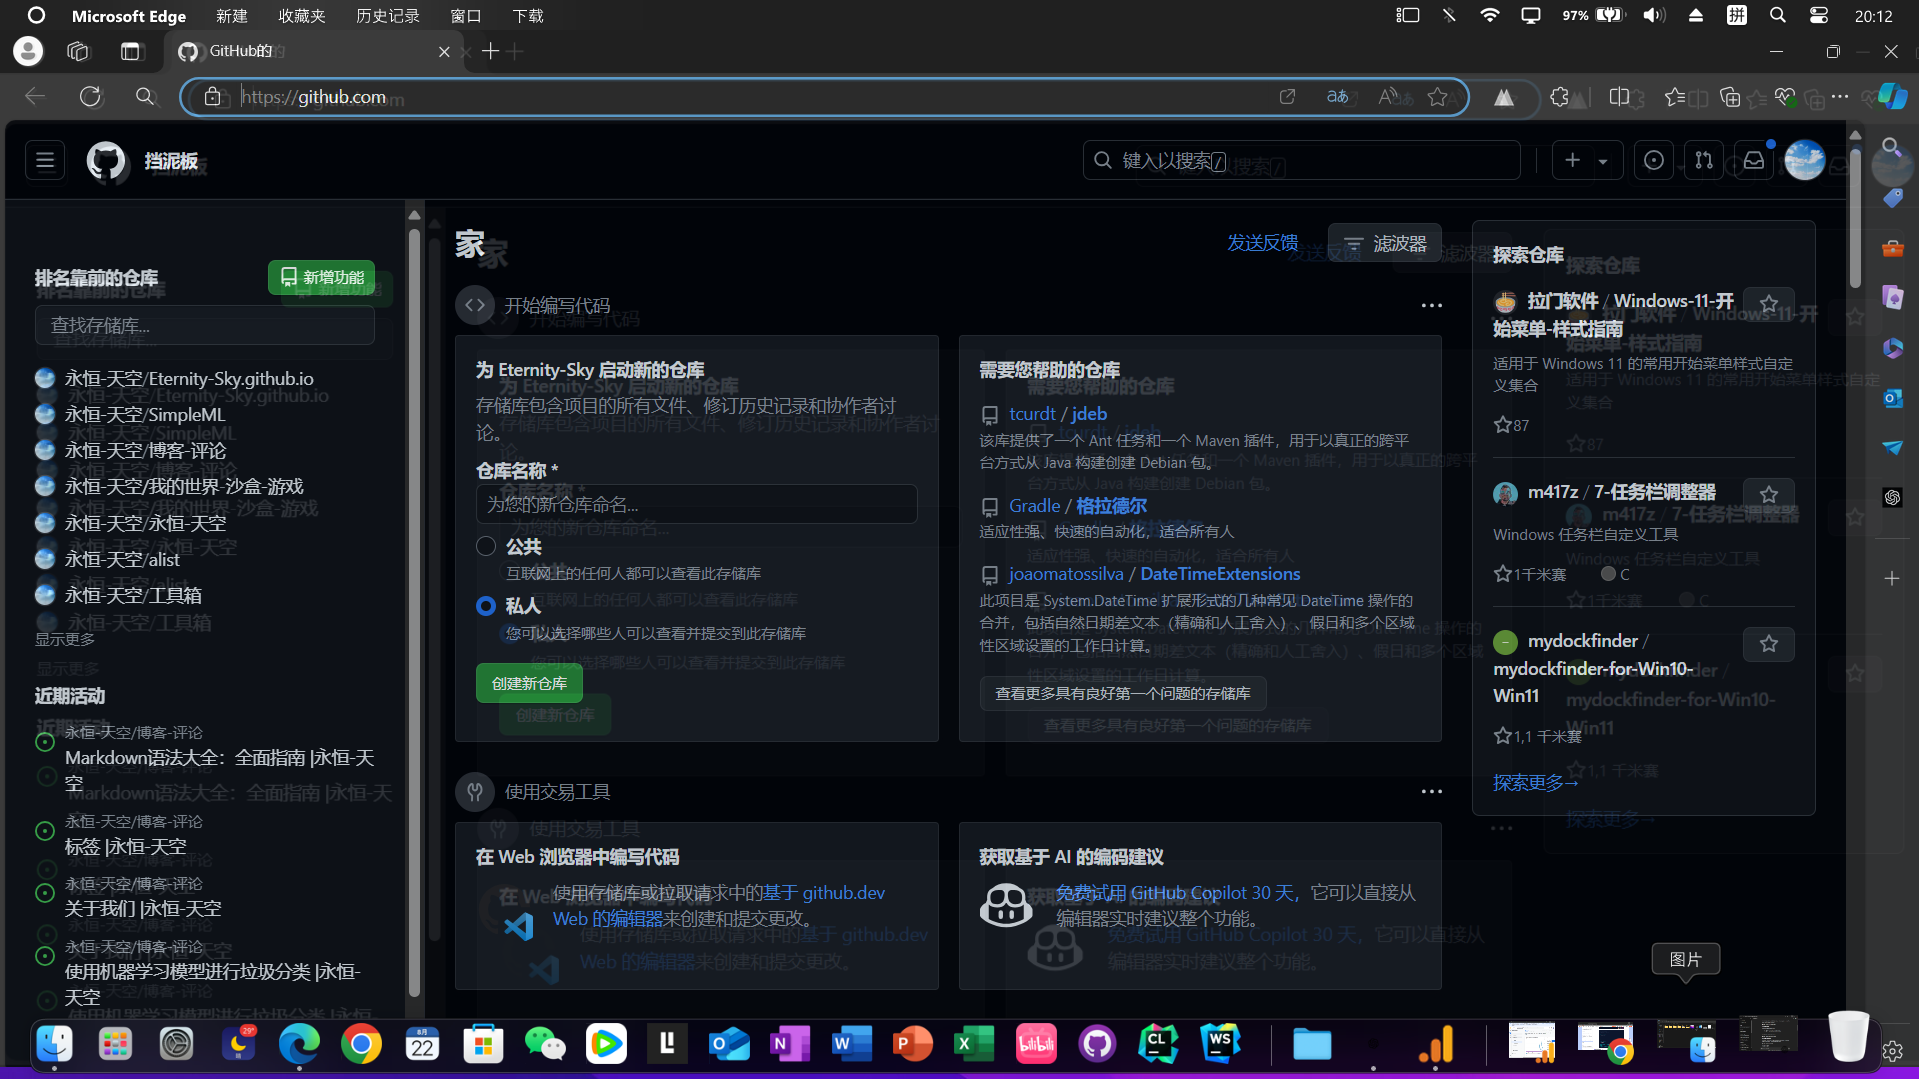 Microsoft Edge 新建 收藏夹 历史记录 窗口 下载 97% 拼 20:12
GitHub的
https://github.com
挡泥板 键入以搜索/
家 发送反馈 滤波器
排名靠前的仓库 新增功能
查找存储库...
永恒-天空/Eternity-Sky.github.io
永恒-天空/SimpleML
永恒-天空/博客-评论
永恒-天空/我的世界-沙盒-游戏
永恒-天空/永恒-天空
永恒-天空/alist
永恒-天空/工具箱
显示更多
近期活动
永恒-天空/博客-评论
Markdown语法大全：全面指南 |永恒-天
空
永恒-天空/博客-评论
标签 |永恒-天空
永恒-天空/博客-评论
关于我们 |永恒-天空
永恒-天空/博客-评论
使用机器学习模型进行垃圾分类 |永恒-
天空
开始编写代码
为 Eternity-Sky 启动新的仓库
存储库包含项目的所有文件、修订历史记录和协作者讨
论。
仓库名称 *
为您的新仓库命名...
公共
互联网上的任何人都可以查看此存储库
私人
您可以选择哪些人可以查看并提交到此存储库
创建新仓库
需要您帮助的仓库
tcurdt / jdeb
该库提供了一个 Ant 任务和一个 Maven 插件，用于以真正的跨平
台方式从 Java 构建创建 Debian 包。
Gradle / 格拉德尔
适应性强、快速的自动化，适合所有人
joaomatossilva / DateTimeExtensions
此项目是 System.DateTime 扩展形式的几种常见 DateTime 操作的
合并，包括自然日期差文本（精确和人工舍入）、假日和多个区域
性区域设置的工作日计算。
查看更多具有良好第一个问题的存储库
使用交易工具
在 Web 浏览器中编写代码
使用存储库或拉取请求中的基于 github.dev
Web 的编辑器来创建和提交更改。
获取基于 AI 的编码建议
免费试用 GitHub Copilot 30 天，它可以直接从
编辑器实时建议整个功能。
探索仓库
拉门软件 / Windows-11-开
始菜单-样式指南
适用于 Windows 11 的常用开始菜单样式自定
义集合
87
m417z / 7-任务栏调整器
Windows 任务栏自定义工具
1千米赛 C
mydockfinder /
mydockfinder-for-Win10-
Win11
1,1 千米赛
探索更多→
图片
29°
8月
22
bilibili
CL
WS